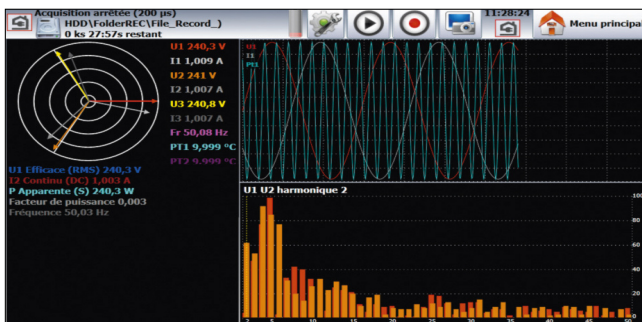 Acquisition arrêtée (200 µs)
HDD\FolderREC\File_Record_)
0 ks 27:57s restant
11:28:24
Menu principa
U1 240,3 V
I1 1,009 A
U2 241 V
I2 1,007 A
U3 240,8 V
I3 1,007 A
Fr 50,08 Hz
PT1 9,999 °C
PT2 9,999 °C
U1 Efficace (RMS) 240,3 V
I2 Continu (DC) 1,003 A
P Apparente (S) 240,3 W
Facteur de puissance 0,003
Fréquence 50,03 Hz
U1
I1
Pt1
U1 U2 harmonique 2
100
80
60
40
20
0
2 5 10 15 20 25 30 35 40 45 50